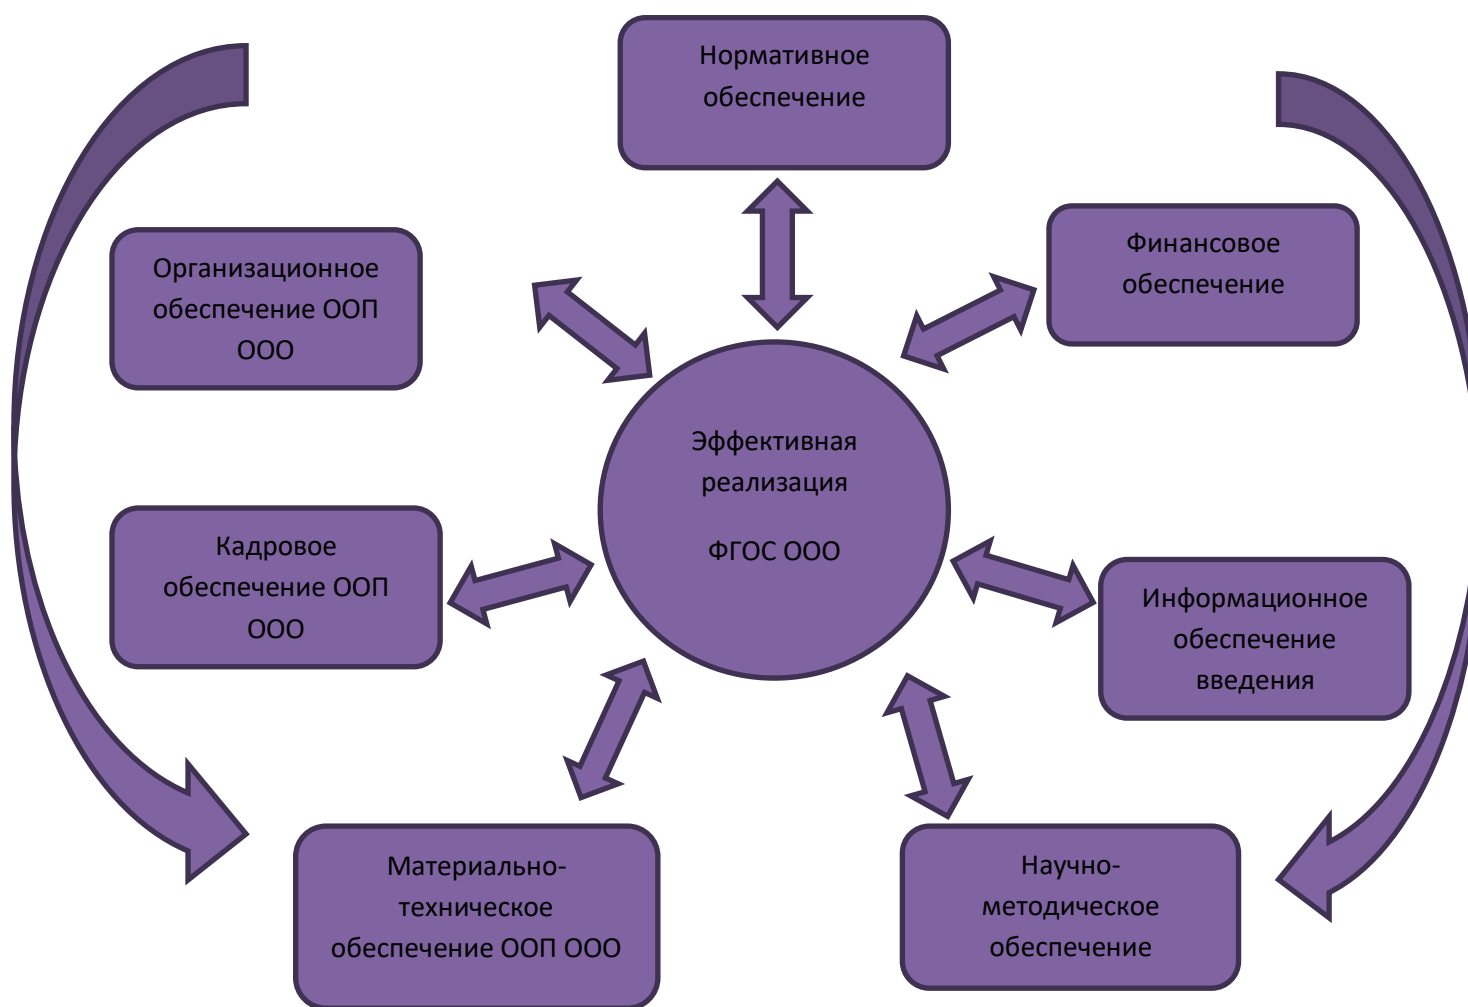 Нормативное
обеспечение
Финансовое
обеспечение
Организационное
обеспечение ООП
ООО
Эффективная
реализация
ФГОС ООО
Кадровое
обеспечение ООП
ООО
Информационное
обеспечение
введения
Материально-
техническое
обеспечение ООП ООО
Научно-
методическое
обеспечение